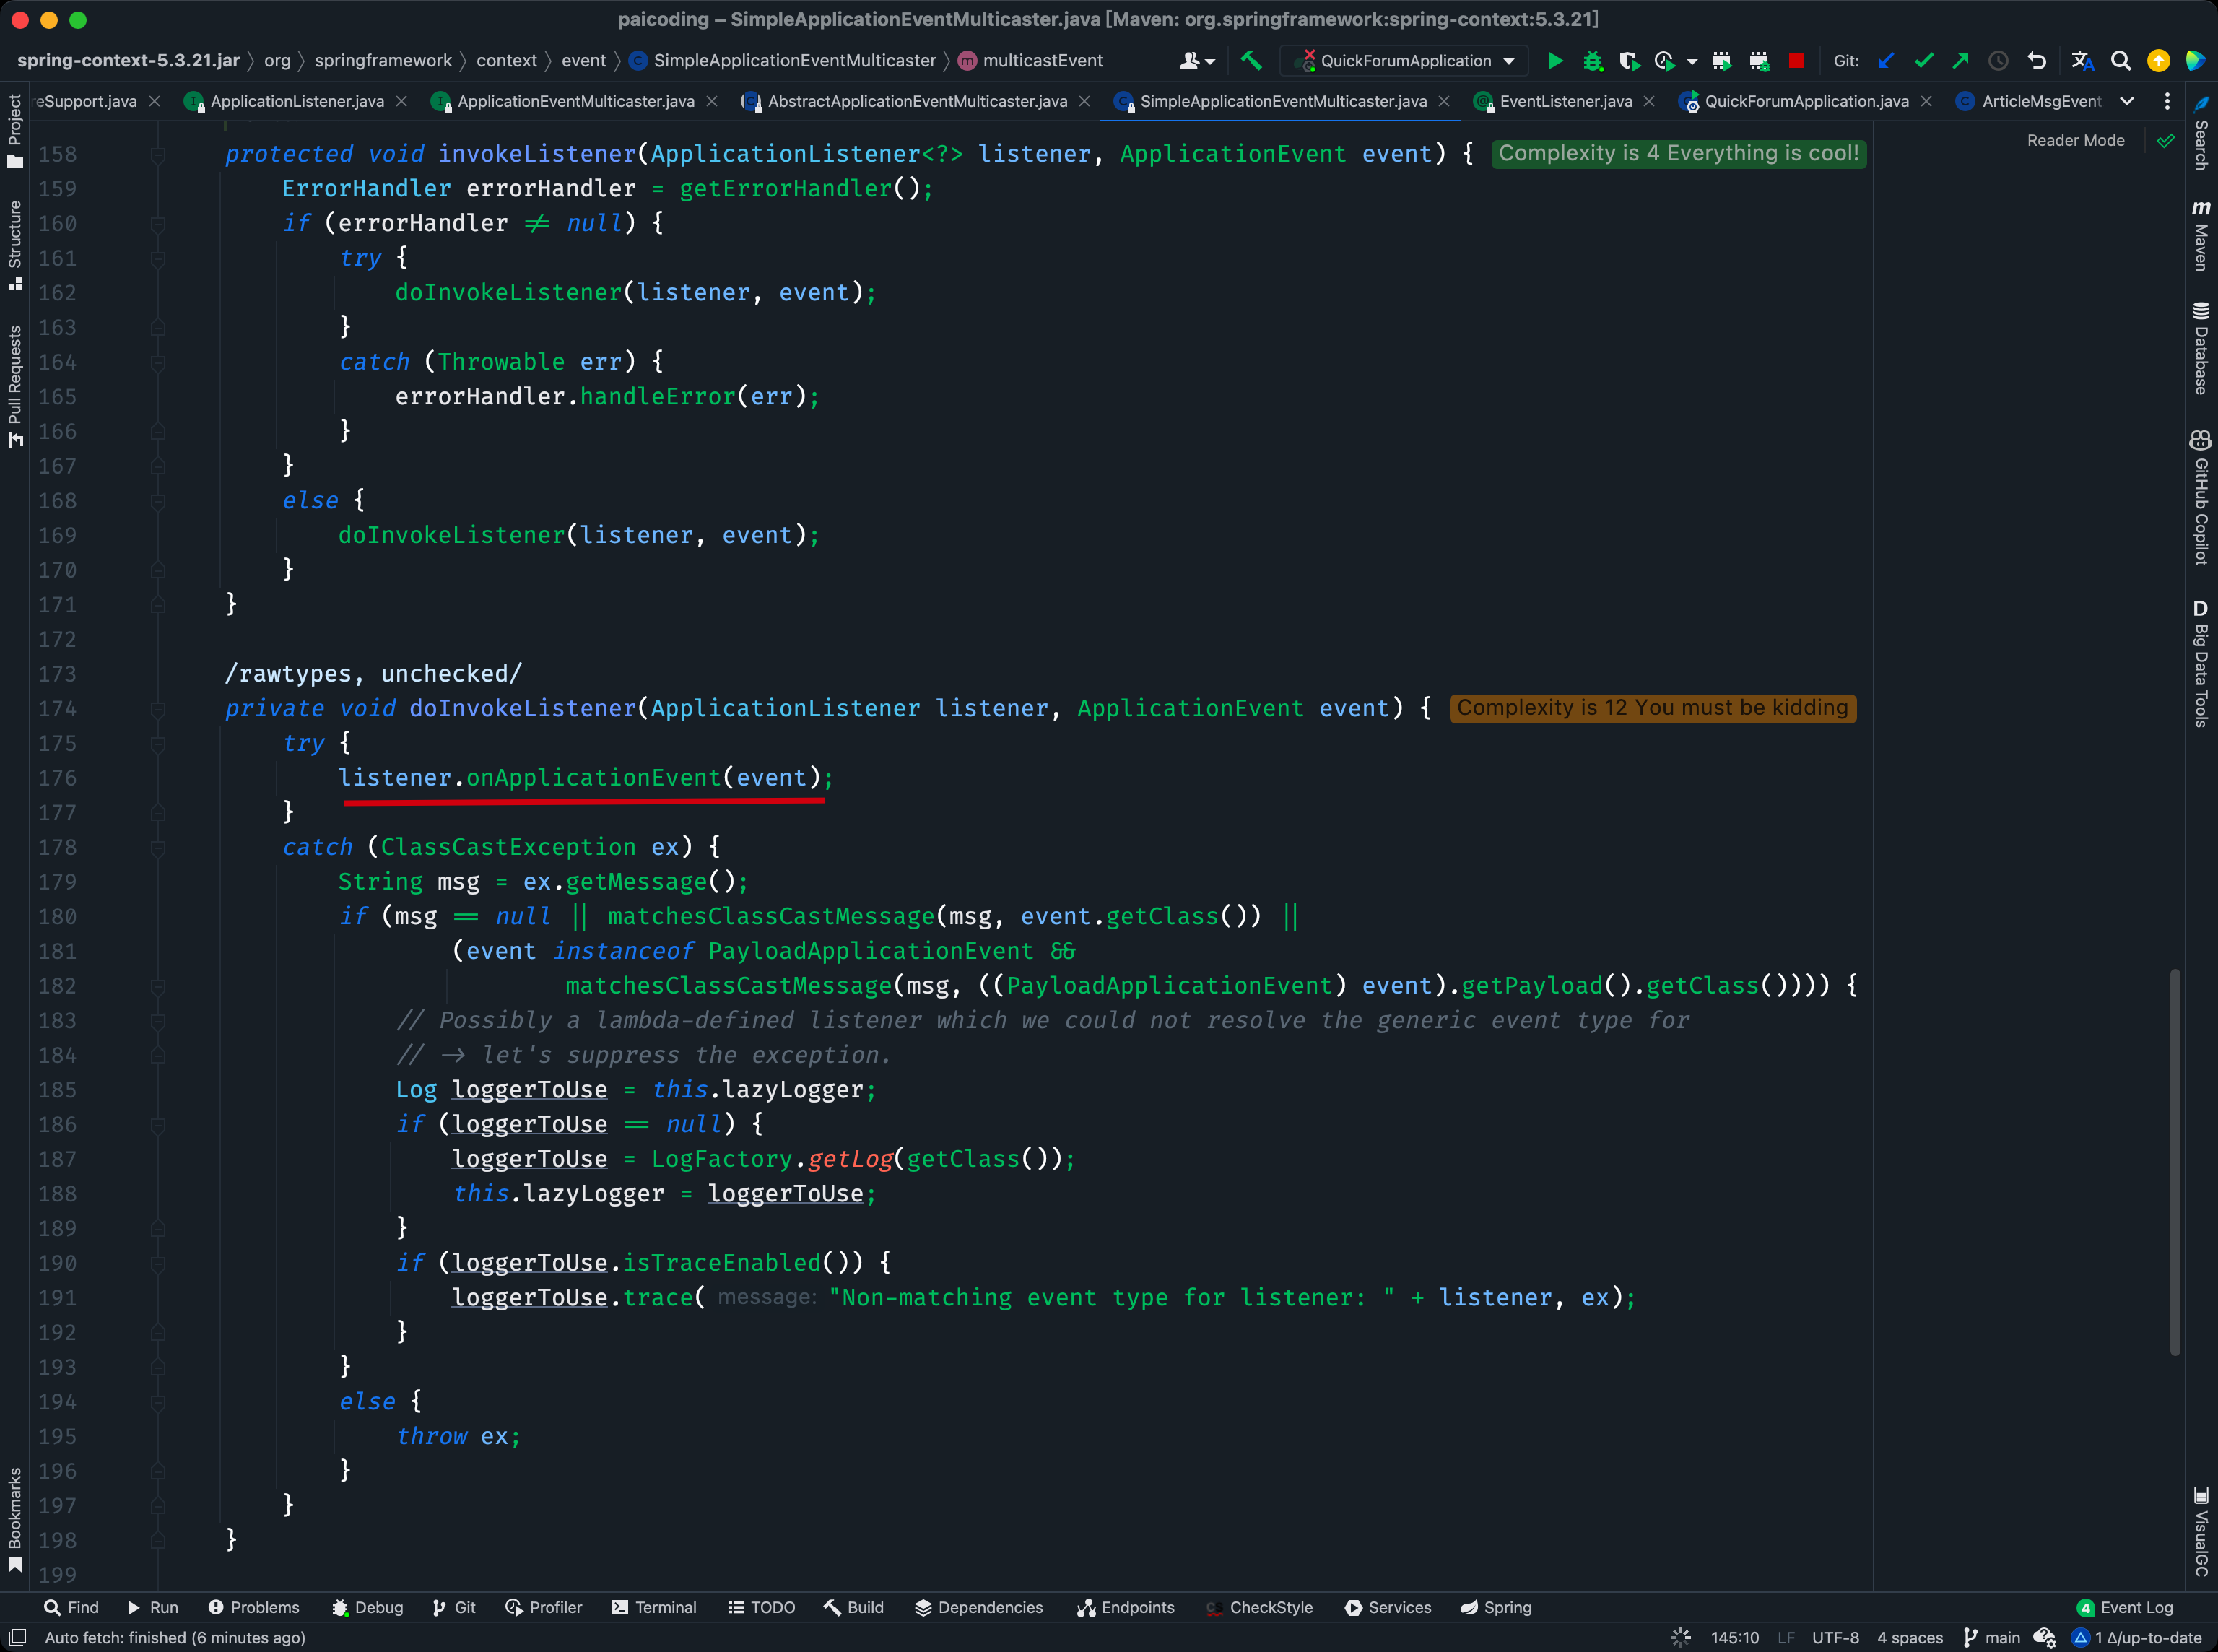 paicoding – SimpleApplicationEventMulticaster.java [Maven: org.springframework:spring-context:5.3.21]
spring-context-5.3.21.jar org springframework context event SimpleApplicationEventMulticaster multicastEvent QuickForumApplication Git:
reSupport.java ApplicationListener.java ApplicationEventMulticaster.java AbstractApplicationEventMulticaster.java SimpleApplicationEventMulticaster.java EventListener.java QuickForumApplication.java ArticleMsgEvent
Reader Mode
158 protected void invokeListener(ApplicationListener<?> listener, ApplicationEvent event) { Complexity is 4 Everything is cool!
159 ErrorHandler errorHandler = getErrorHandler();
160 if (errorHandler ≠ null) {
161 try {
162 doInvokeListener(listener, event);
163 }
164 catch (Throwable err) {
165 errorHandler.handleError(err);
166 }
167 }
168 else {
169 doInvokeListener(listener, event);
170 }
171 }
172
173 /rawtypes, unchecked/
174 private void doInvokeListener(ApplicationListener listener, ApplicationEvent event) { Complexity is 12 You must be kidding
175 try {
176 listener.onApplicationEvent(event);
177 }
178 catch (ClassCastException ex) {
179 String msg = ex.getMessage();
180 if (msg == null || matchesClassCastMessage(msg, event.getClass()) ||
181 (event instanceof PayloadApplicationEvent &&
182 matchesClassCastMessage(msg, ((PayloadApplicationEvent) event).getPayload().getClass()))) {
183 // Possibly a lambda-defined listener which we could not resolve the generic event type for
184 // → let's suppress the exception.
185 Log loggerToUse = this.lazyLogger;
186 if (loggerToUse == null) {
187 loggerToUse = LogFactory.getLog(getClass());
188 this.lazyLogger = loggerToUse;
189 }
190 if (loggerToUse.isTraceEnabled()) {
191 loggerToUse.trace( message: "Non-matching event type for listener: " + listener, ex);
192 }
193 }
194 else {
195 throw ex;
196 }
197 }
198 }
199
Project
Structure
Pull Requests
Bookmarks
Search
Maven
Database
GitHub Copilot
Big Data Tools
VisualGC
Find Run Problems Debug Git Profiler Terminal TODO Build Dependencies Endpoints CheckStyle Services Spring 4 Event Log
Auto fetch: finished (6 minutes ago) 145:10 LF UTF-8 4 spaces main 1 Δ/up-to-date